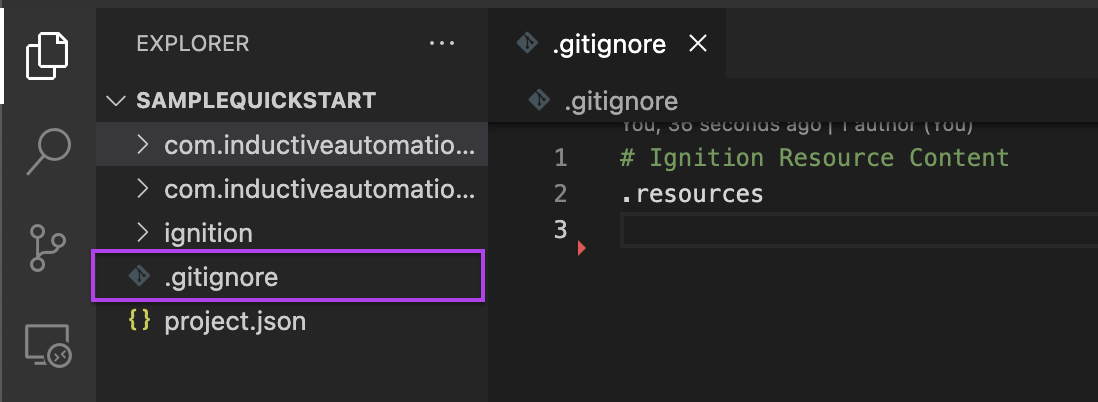 EXPLORER ...
SAMPLEQUICKSTART
com.inductiveautomatio...
com.inductiveautomatio...
ignition
.gitignore
{} project.json
.gitignore
.gitignore
You, 36 seconds ago | 1 author (You)
1 # Ignition Resource Content
2 .resources
3